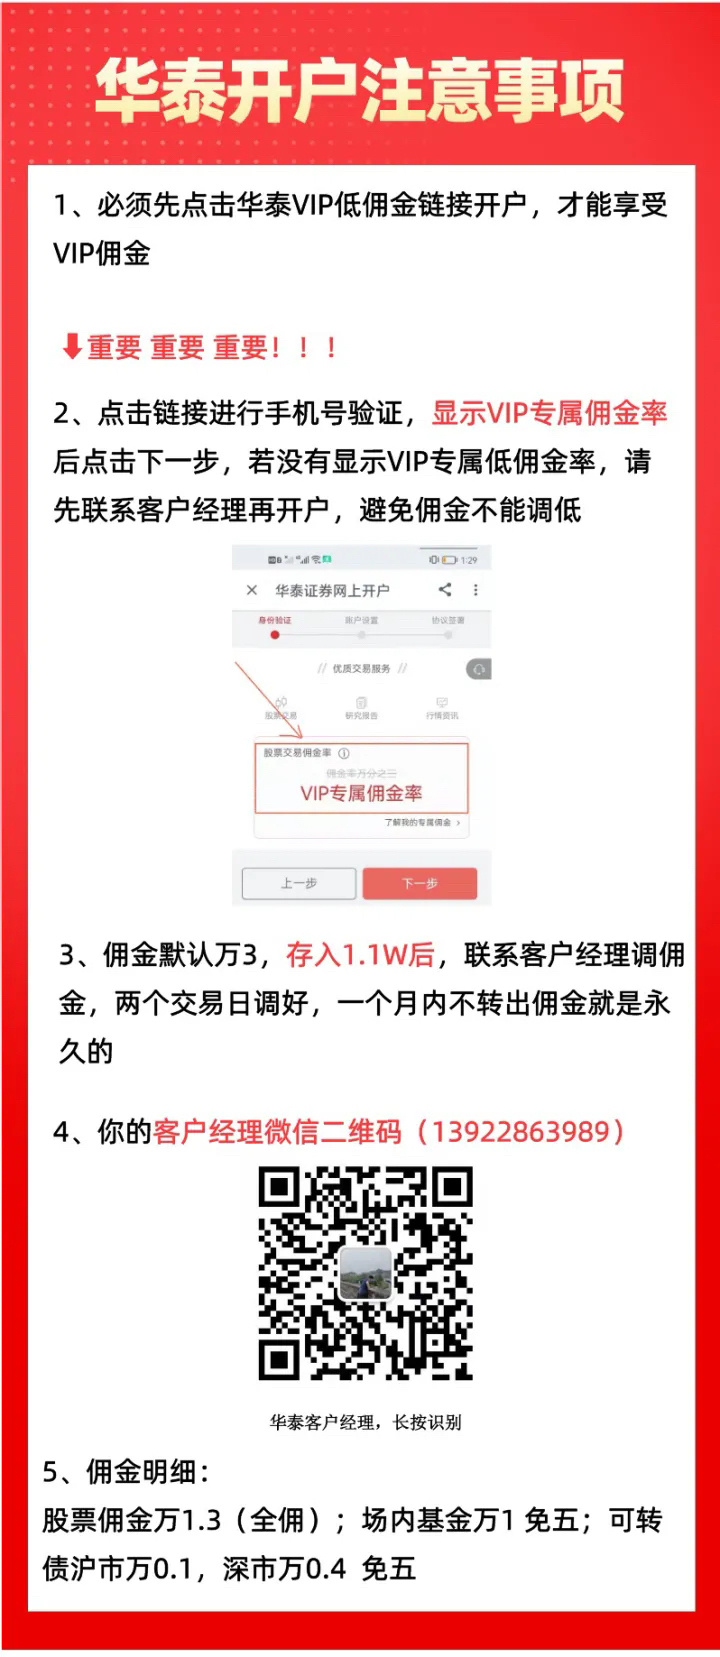 华泰开户注意事项
1、必须先点击华泰VIP低佣金链接开户，才能享受
VIP佣金
重要 重要 重要！！！
2、点击链接进行手机号验证，显示VIP专属佣金率
后点击下一步，若没有显示VIP专属低佣金率，请
先联系客户经理再开户，避免佣金不能调低
1:29
华泰证券网上开户
身份验证 账户设置 协议签署
// 优质交易服务 //
股票交易 研究报告 行情资讯
股票交易佣金率
佣金率万分之三
VIP专属佣金率
了解我的专属佣金 >
上一步 下一步
3、佣金默认万3，存入1.1W后，联系客户经理调佣
金，两个交易日调好，一个月内不转出佣金就是永
久的
4、你的客户经理微信二维码（13922863989）
华泰客户经理，长按识别
5、佣金明细：
股票佣金万1.3（全佣）；场内基金万1 免五；可转
债沪市万0.1，深市万0.4 免五